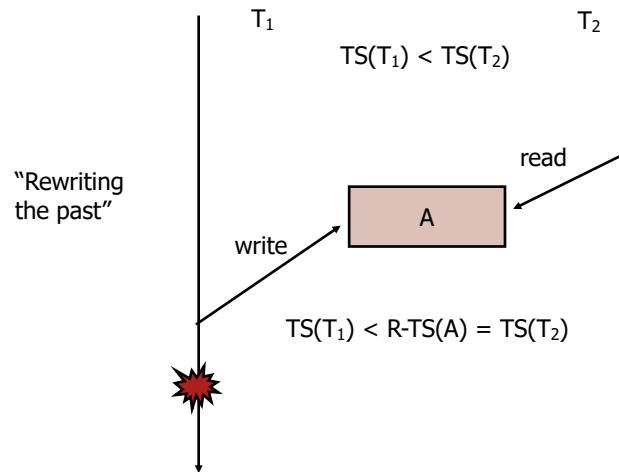 T₁
T₂
TS(T₁) < TS(T₂)
“Rewriting
the past”
read
A
write
TS(T₁) < R-TS(A) = TS(T₂)